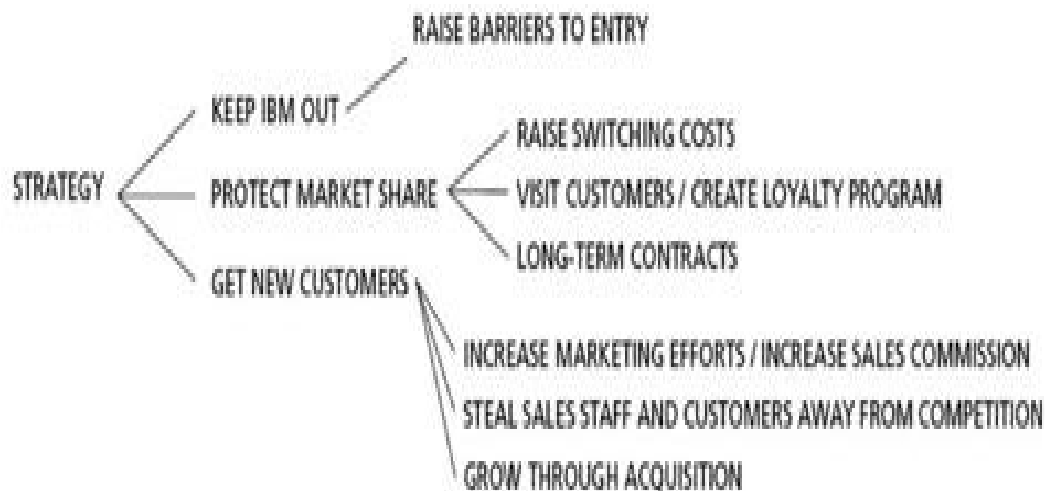 RAISE BARRIERS TO ENTRY
KEEP IBM OUT
RAISE SWITCHING COSTS
STRATEGY
PROTECT MARKET SHARE
VISIT CUSTOMERS / CREATE LOYALTY PROGRAM
LONG-TERM CONTRACTS
GET NEW CUSTOMERS
INCREASE MARKETING EFFORTS / INCREASE SALES COMMISSION
STEAL SALES STAFF AND CUSTOMERS AWAY FROM COMPETITION
GROW THROUGH ACQUISITION